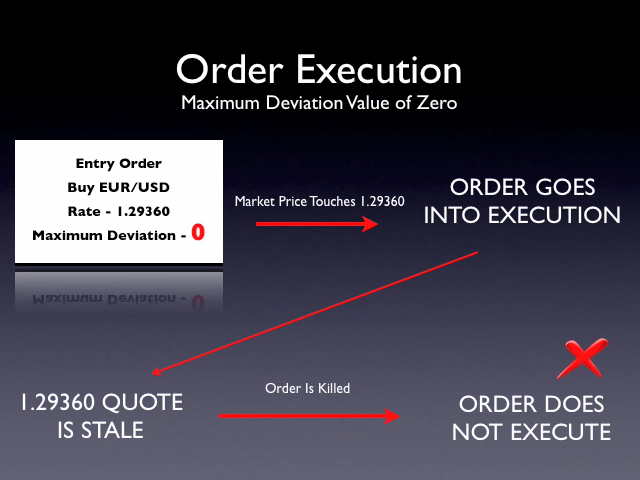 Order Execution
Maximum Deviation Value of Zero
Entry Order
Buy EUR/USD
Rate - 1.29360
Maximum Deviation - 0
Market Price Touches 1.29360
ORDER GOES
INTO EXECUTION
1.29360 QUOTE
IS STALE
Order Is Killed
ORDER DOES
NOT EXECUTE